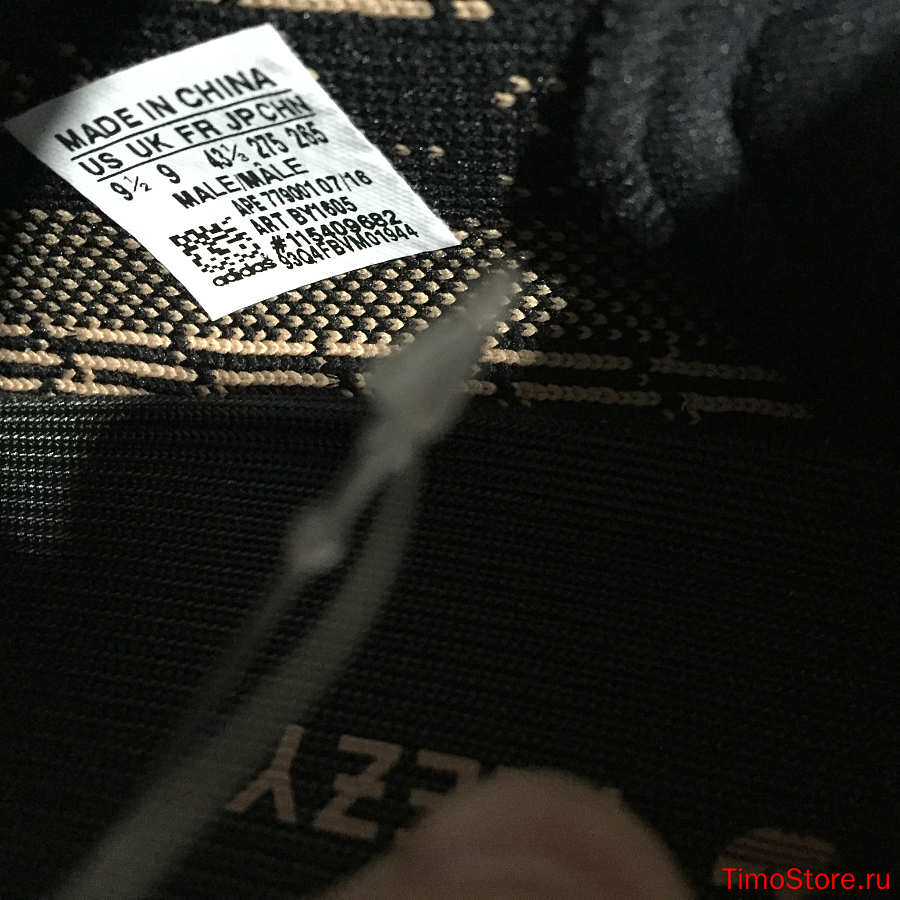 MADE IN CHINA
US UK FR JP CHN
9½ 9 43⅓ 275 265
MALE/MÂLE
APE 779001 07/16
ART BY1605
#115409682
adidas 93Q4FBVM01944
TimoStore.ru